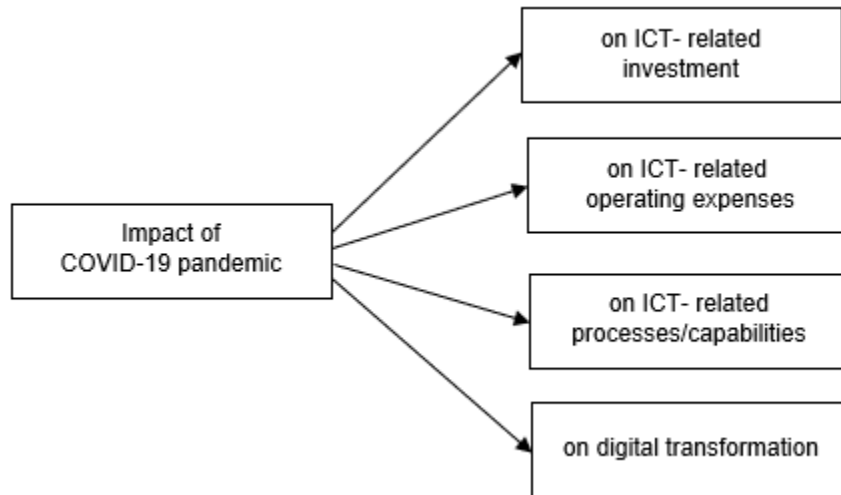 on ICT- related
investment
on ICT- related
operating expenses
Impact of
COVID-19 pandemic
on ICT- related
processes/capabilities
on digital transformation